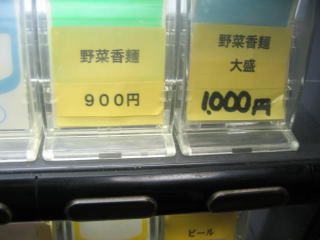 野菜香麺
900円
野菜香麺
大盛
1,000円
ビール